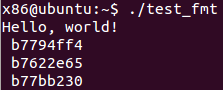 x86@ubuntu:~$ ./test_fmt
Hello, world!
b7794ff4
b7622e65
b77bb230